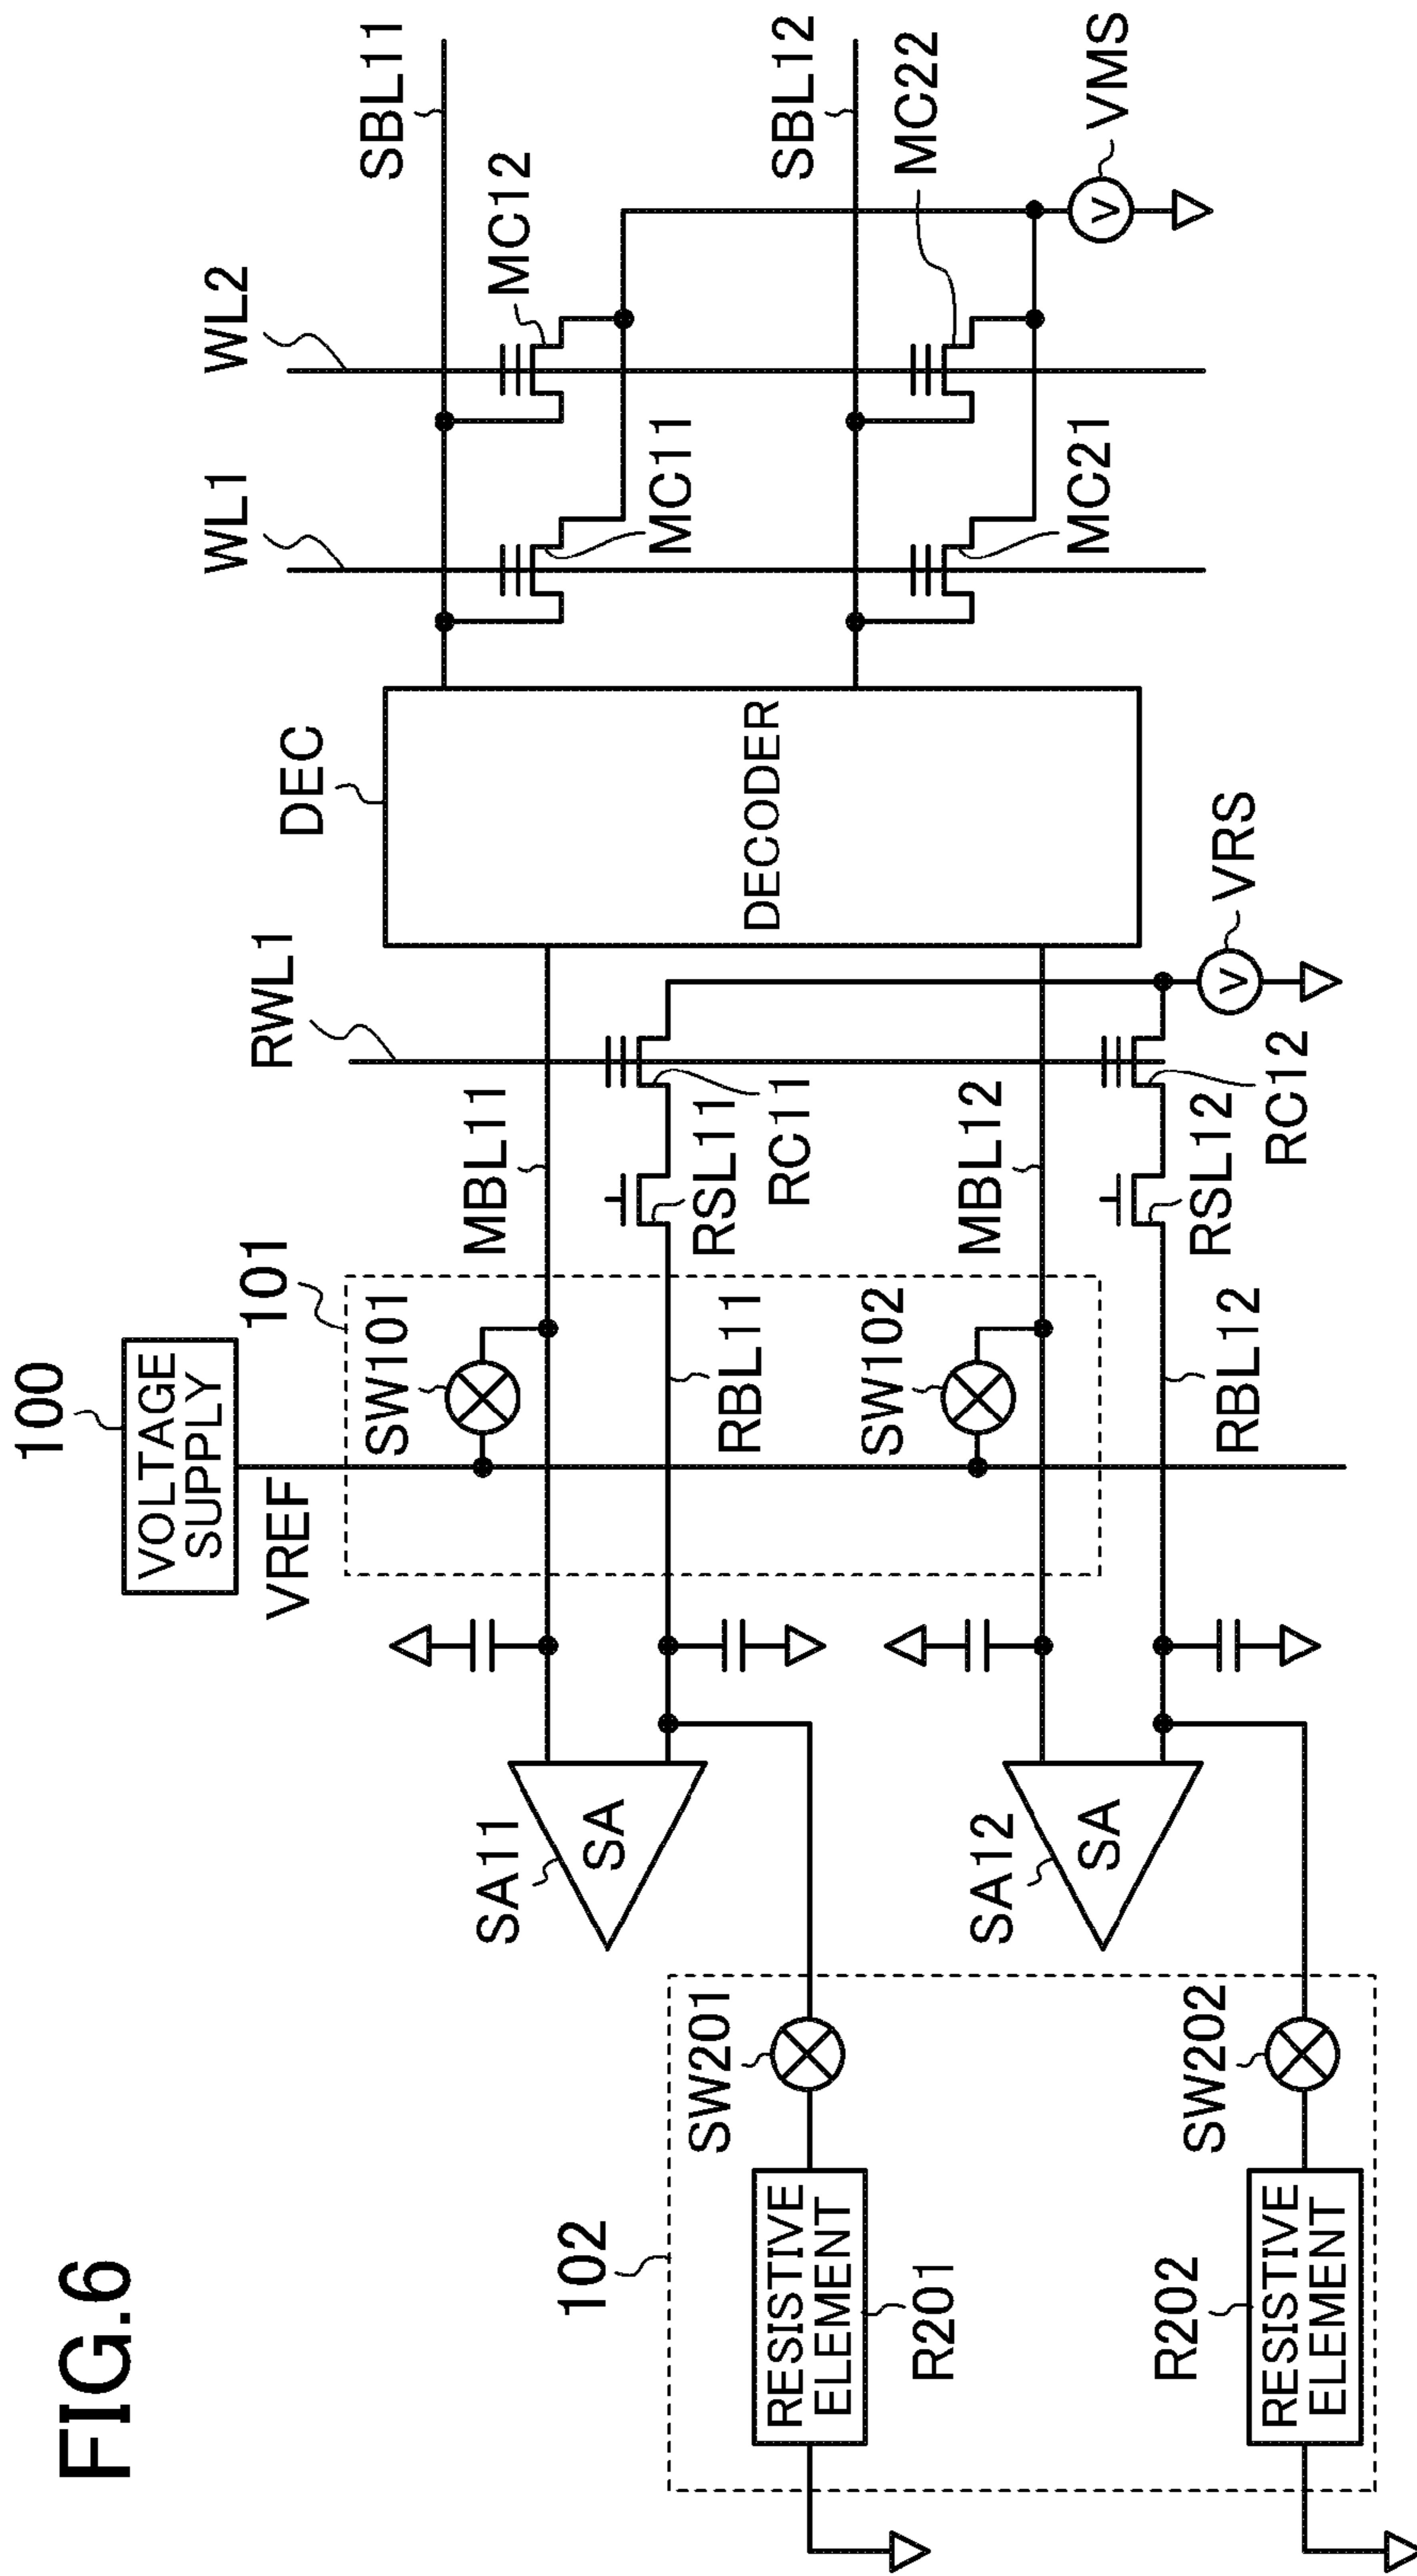 FIG.6
100
VOLTAGE
SUPPLY
VREF
101
SW101
MBL11
RWL1
DEC
DECODER
WL1
WL2
SBL11
MC12
MC11
SA11
SA
RBL11
RSL11
RC11
102
SW201
RESISTIVE
ELEMENT
R201
SW102
MBL12
SBL12
MC22
MC21
VMS
V
SA12
SA
RBL12
RSL12
RC12
VRS
V
SW202
R202
RESISTIVE
ELEMENT